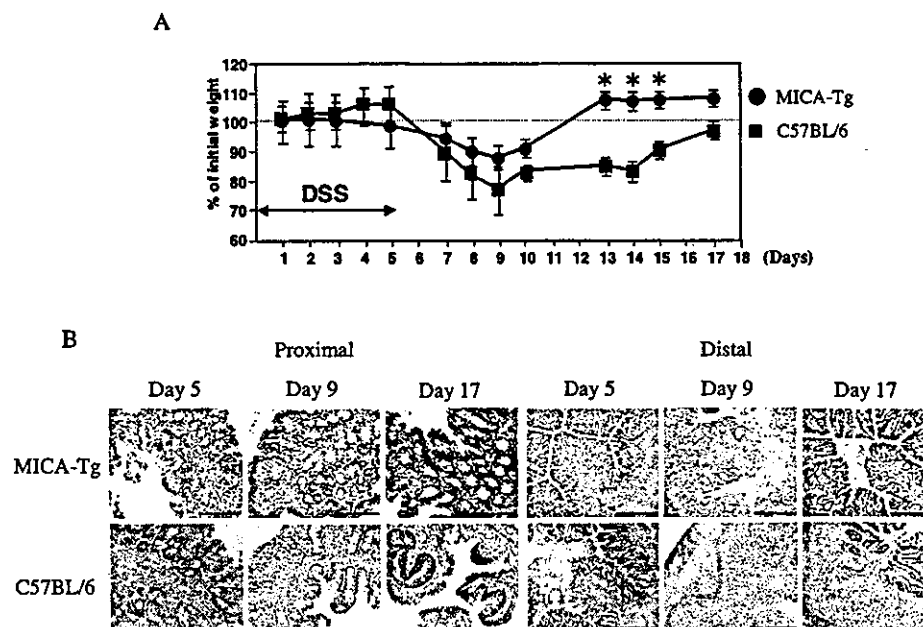 A
% of initial weight
120
110
100
90
80
70
60
* * *
DSS
MICA-Tg
C57BL/6
1 2 3 4 5 6 7 8 9 10 11 12 13 14 15 16 17 18 (Days)
B
Proximal Distal
Day 5 Day 9 Day 17 Day 5 Day 9 Day 17
MICA-Tg
C57BL/6